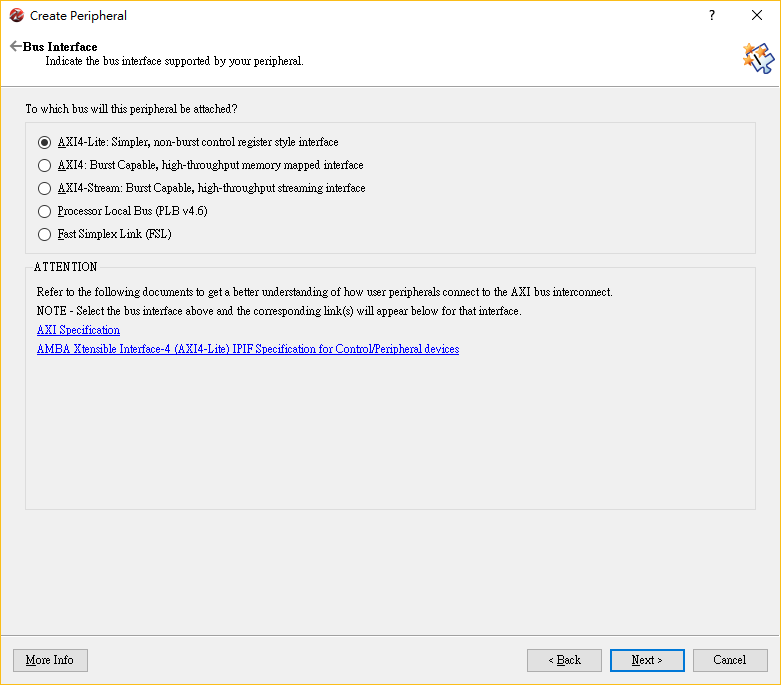 Create Peripheral
?
Bus Interface
Indicate the bus interface supported by your peripheral.
To which bus will this peripheral be attached?
AXI4-Lite: Simpler, non-burst control register style interface
AXI4: Burst Capable, high-throughput memory mapped interface
AXI4-Stream: Burst Capable, high-throughput streaming interface
Processor Local Bus (PLB v4.6)
Fast Simplex Link (FSL)
ATTENTION
Refer to the following documents to get a better understanding of how user peripherals connect to the AXI bus interconnect.
NOTE - Select the bus interface above and the corresponding link(s) will appear below for that interface.
AXI Specification
AMBA Xtensible Interface-4 (AXI4-Lite) IPIF Specification for Control/Peripheral devices
More Info
< Back
Next >
Cancel